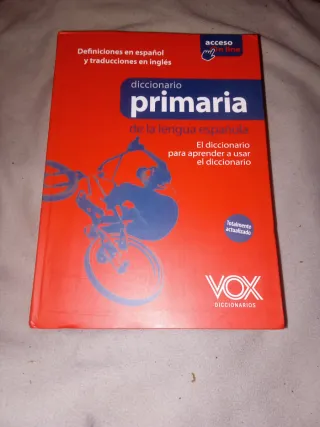 Definiciones en español
y traducciones en inglés
acceso
on line
diccionario
primaria
de la lengua española
El diccionario
para aprender a usar
el diccionario
Totalmente
actualizado
VOX
DICCIONARIOS